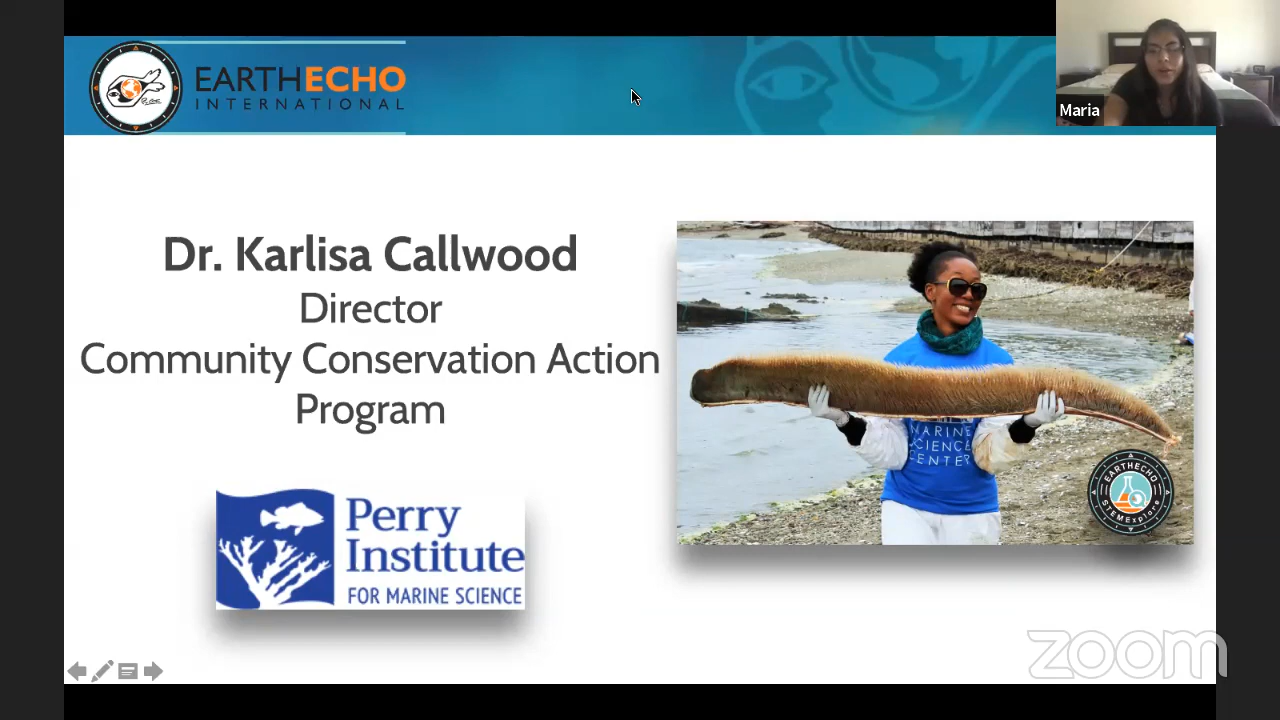 EARTHECHO
INTERNATIONAL
Maria
Dr. Karlisa Callwood
Director
Community Conservation Action
Program
MARINE
SCIENCE
CENTER
EARTHECHO
STEMExplore
Perry
Institute
FOR MARINE SCIENCE
zoom